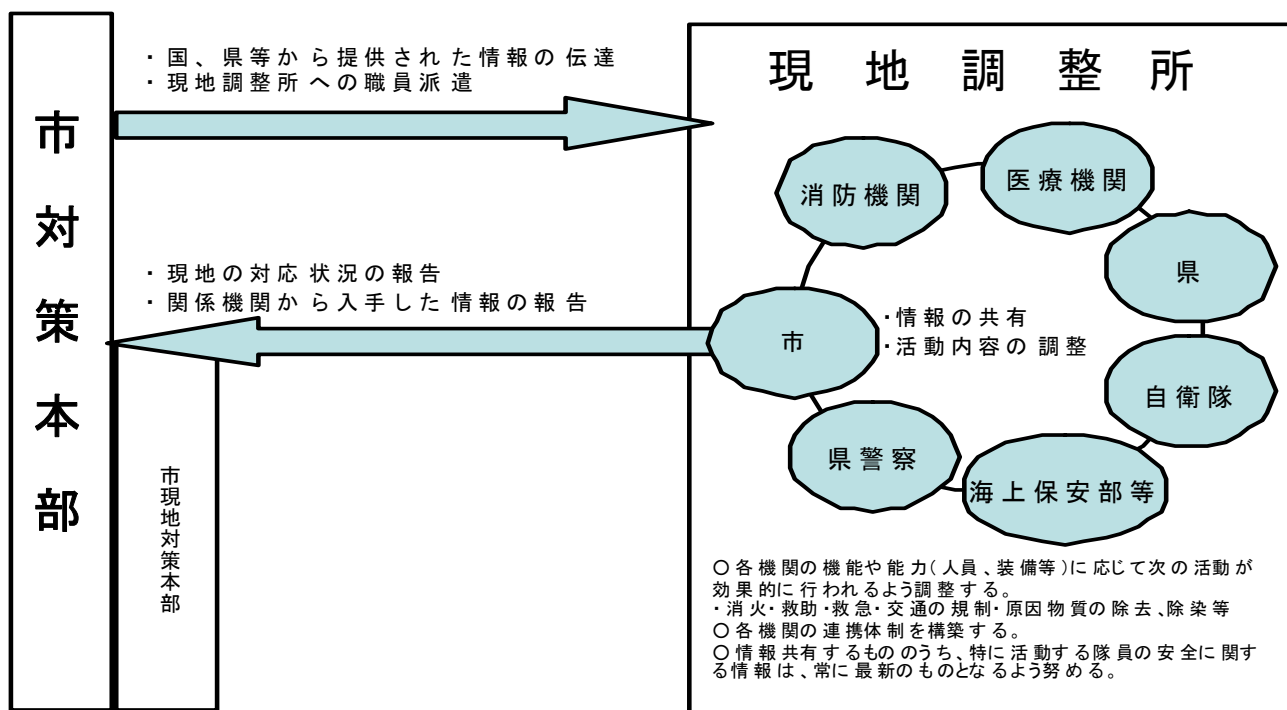 市対策本部
・国、県等から提供された情報の伝達
・現地調整所への職員派遣
・現地の対応状況の報告
・関係機関から入手した情報の報告
市現地対策本部
現地調整所
消防機関
医療機関
県
市
・情報の共有
・活動内容の調整
自衛隊
県警察
海上保安部等
○各機関の機能や能力(人員、装備等)に応じて次の活動が
効果的に行われるよう調整する。
・消火・救助・救急・交通の規制・原因物質の除去、除染等
○各機関の連携体制を構築する。
○情報共有するもののうち、特に活動する隊員の安全に関す
る情報は、常に最新のものとなるよう努める。